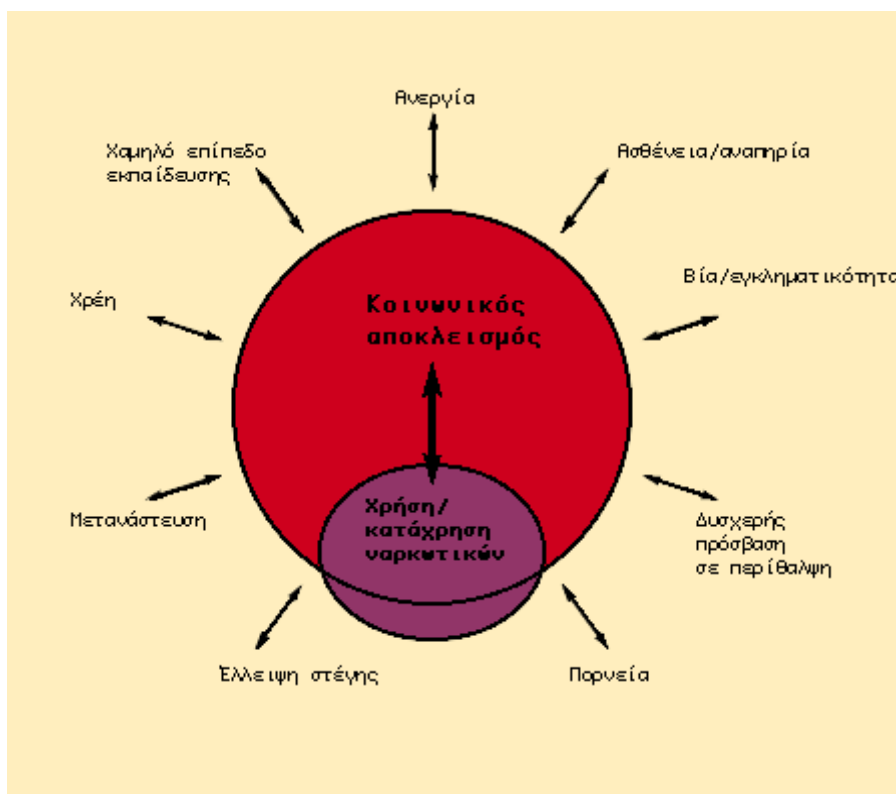 Ανεργία
Χαμηλό επίπεδο
εκπαίδευσης
Ασθένεια/αναπηρία
Χρέη
Βία/εγκληματικότητα
Κοινωνικός
αποκλεισμός
Μετανάστευση
Χρήση/
κατάχρηση
ναρκωτικών
Δυσχερής
πρόσβαση
σε περίθαλψη
Έλλειψη στέγης
Πορνεία